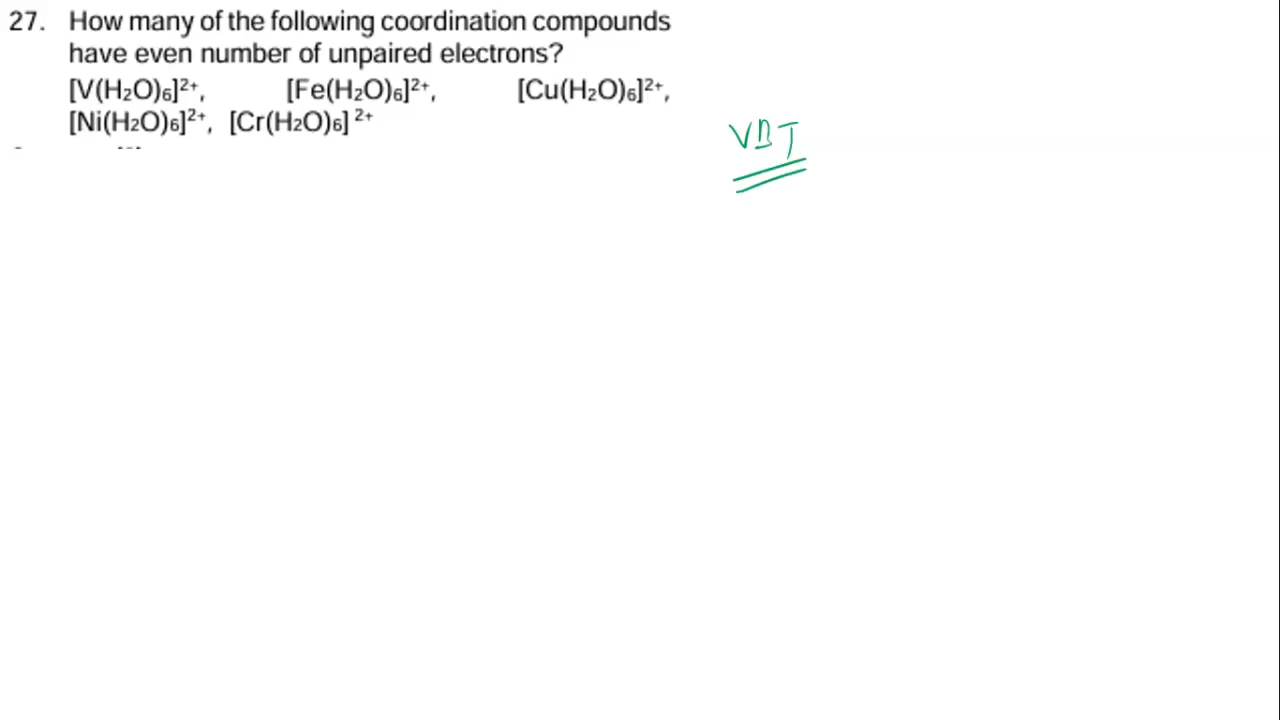 27. How many of the following coordination compounds
have even number of unpaired electrons?
[V(H₂O)₆]²⁺, [Fe(H₂O)₆]²⁺, [Cu(H₂O)₆]²⁺,
[Ni(H₂O)₆]²⁺, [Cr(H₂O)₆]²⁺
VBT